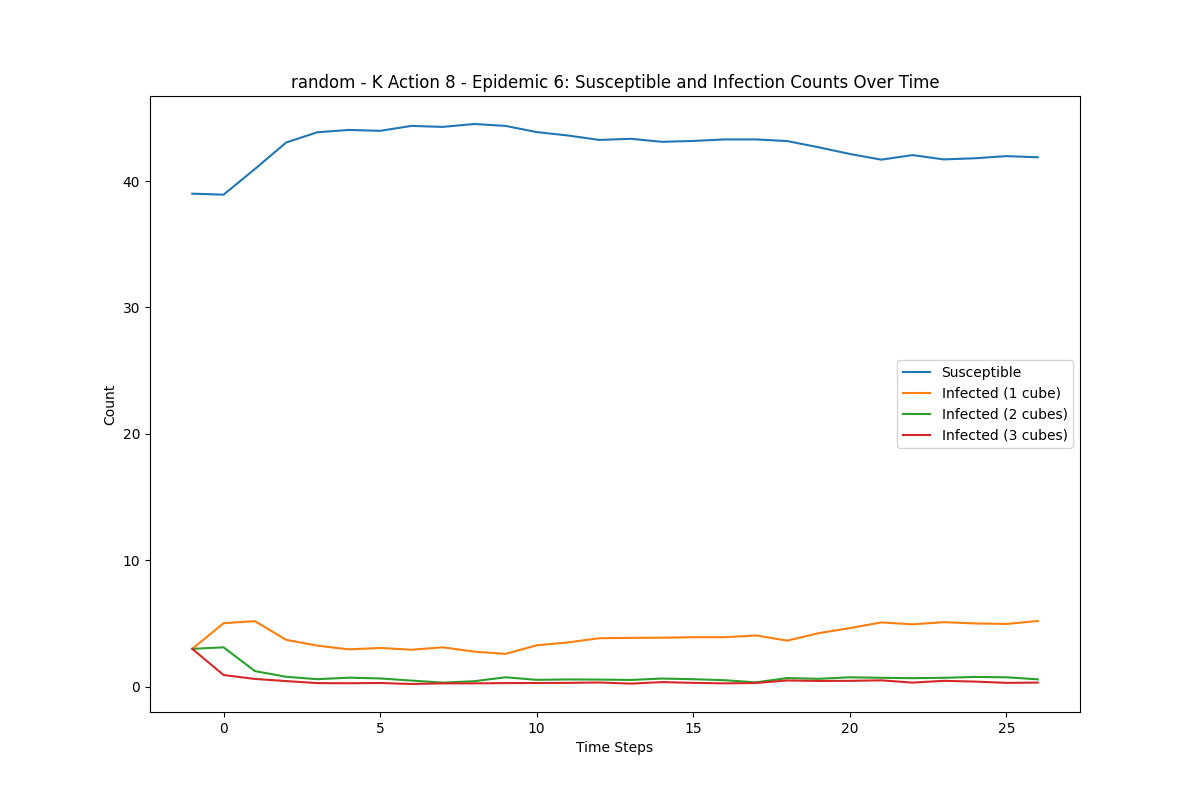 random - K Action 8 - Epidemic 6: Susceptible and Infection Counts Over Time
Count
40
30
20
10
0
Susceptible
Infected (1 cube)
Infected (2 cubes)
Infected (3 cubes)
0 5 10 15 20 25
Time Steps